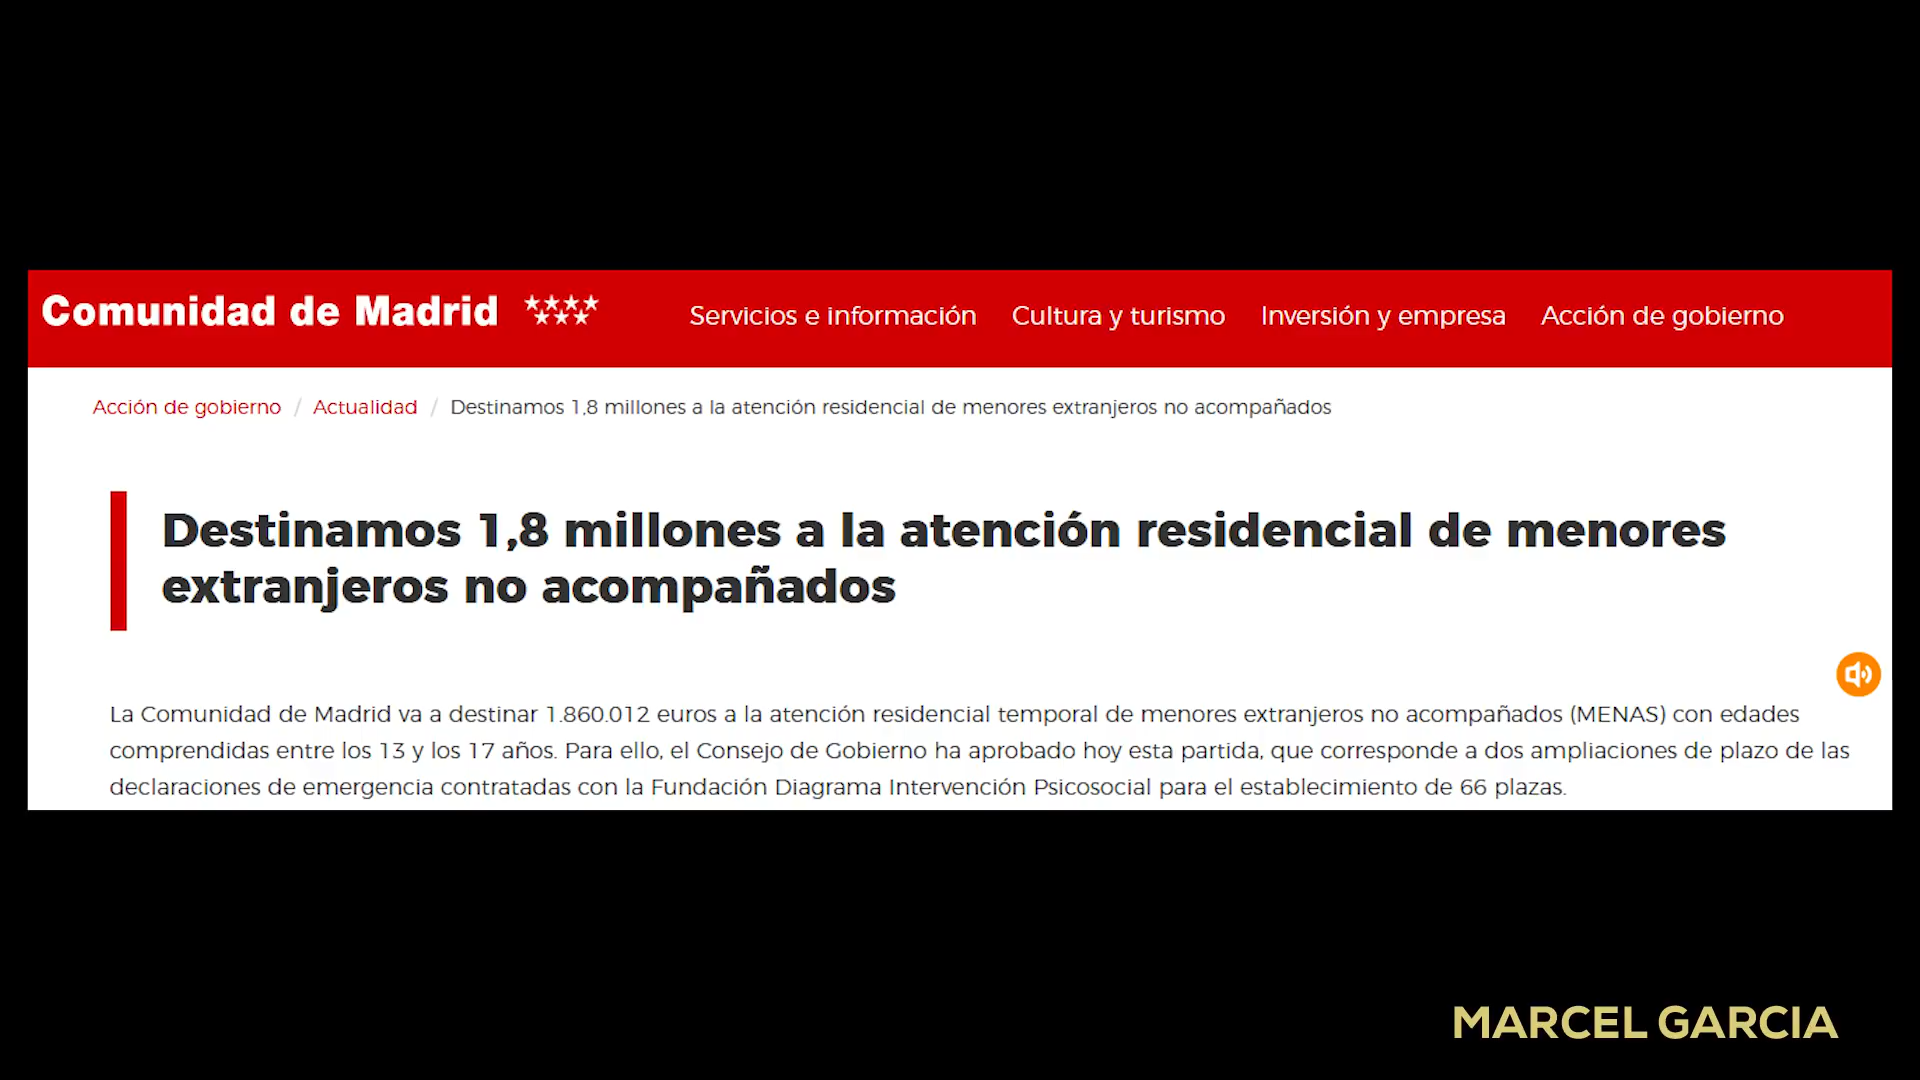 Comunidad de Madrid
Servicios e información Cultura y turismo Inversión y empresa Acción de gobierno
Acción de gobierno / Actualidad / Destinamos 1,8 millones a la atención residencial de menores extranjeros no acompañados
Destinamos 1,8 millones a la atención residencial de menores
extranjeros no acompañados
La Comunidad de Madrid va a destinar 1.860.012 euros a la atención residencial temporal de menores extranjeros no acompañados (MENAS) con edades
comprendidas entre los 13 y los 17 años. Para ello, el Consejo de Gobierno ha aprobado hoy esta partida, que corresponde a dos ampliaciones de plazo de las
declaraciones de emergencia contratadas con la Fundación Diagrama Intervención Psicosocial para el establecimiento de 66 plazas.
MARCEL GARCIA